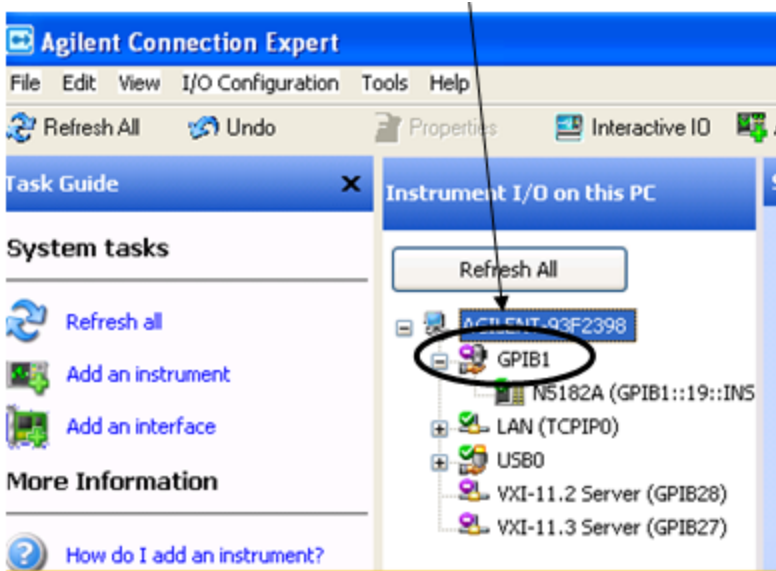 Agilent Connection Expert
File Edit View I/O Configuration Tools Help
Refresh All Undo Properties Interactive IO
Task Guide
Instrument I/O on this PC
System tasks
Refresh All
Refresh all
AGILENT-93F2398
GPIB1
Add an instrument
N5182A (GPIB1::19::INS
Add an interface
LAN (TCPIP0)
USB0
More Information
VXI-11.2 Server (GPIB28)
VXI-11.3 Server (GPIB27)
How do I add an instrument?